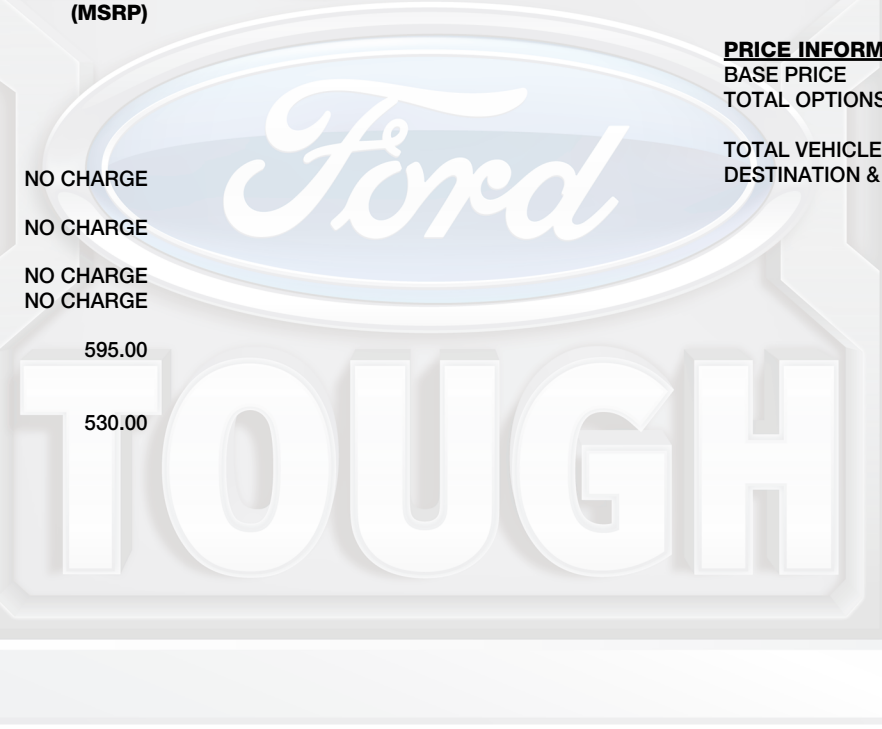 (MSRP)
NO CHARGE
NO CHARGE
NO CHARGE
NO CHARGE
595.00
530.00
PRICE INFORM
BASE PRICE
TOTAL OPTIONS
TOTAL VEHICLE
DESTINATION &
Ford
TOUGH